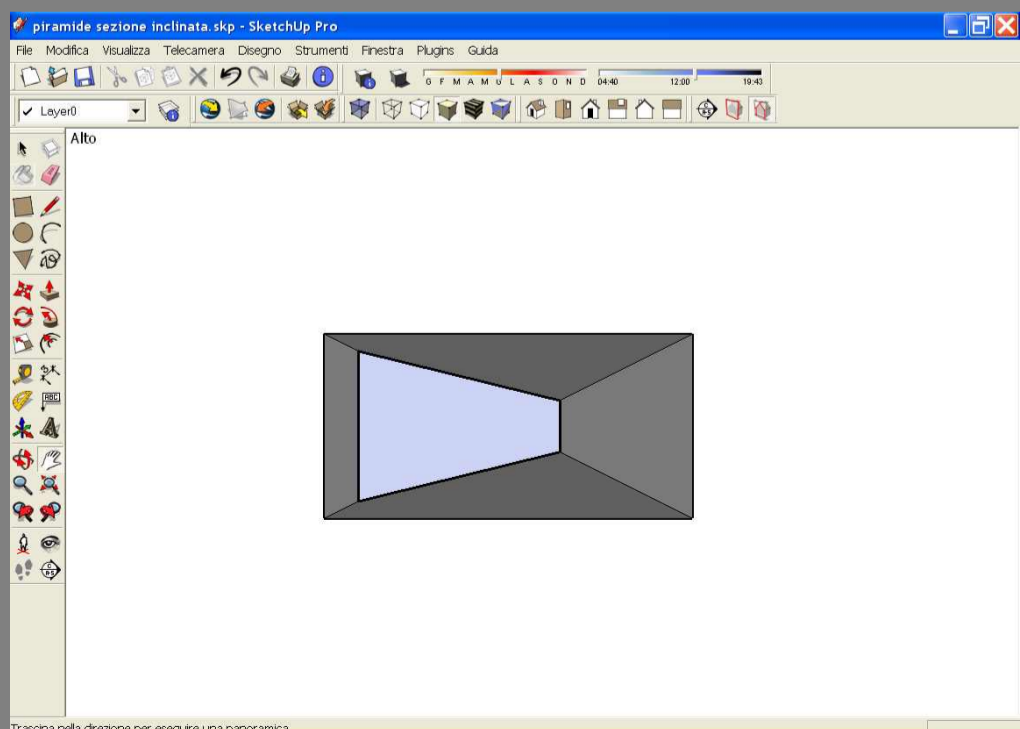 piramide sezione inclinata.skp - SketchUp Pro
File Modifica Visualizza Telecamera Disegno Strumenti Finestra Plugins Guida
G F M A M U L A S O N D 04:40 12:00 19:43
Layer0
Alto
ABC
Trascina nella direzione per eseguire una panoramica